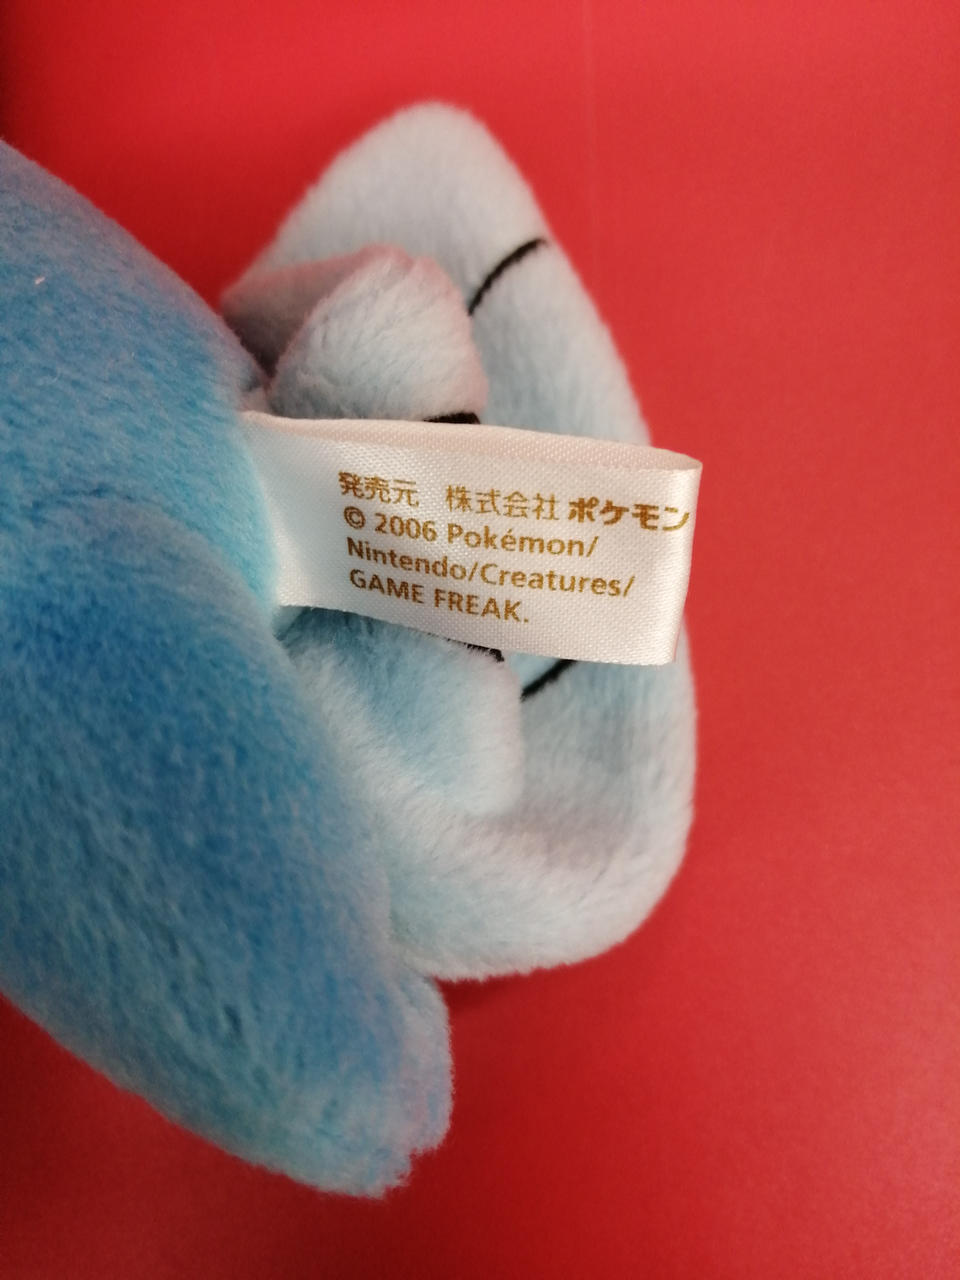 発売元 株式会社 ポケモン
© 2006 Pokémon/
Nintendo/Creatures/
GAME FREAK.